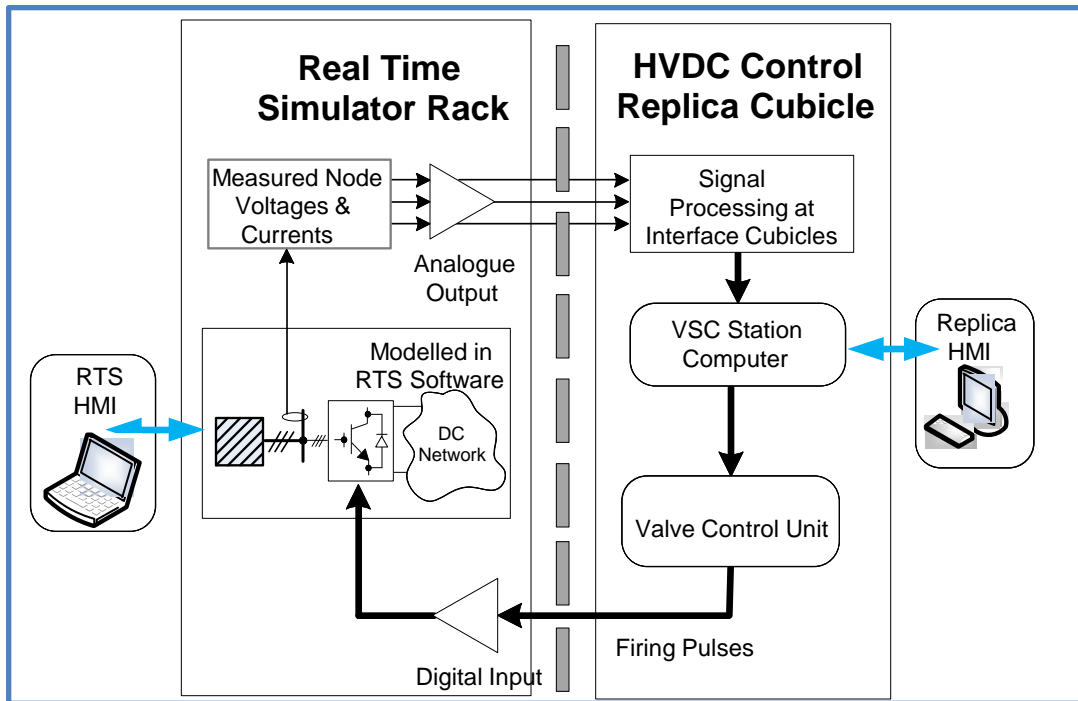 Real Time
Simulator Rack
HVDC Control
Replica Cubicle
Measured Node
Voltages &
Currents
Analogue
Output
Signal
Processing at
Interface Cubicles
VSC Station
Computer
Replica
HMI
RTS
HMI
Modelled in
RTS Software
DC
Network
Valve Control Unit
Firing Pulses
Digital Input